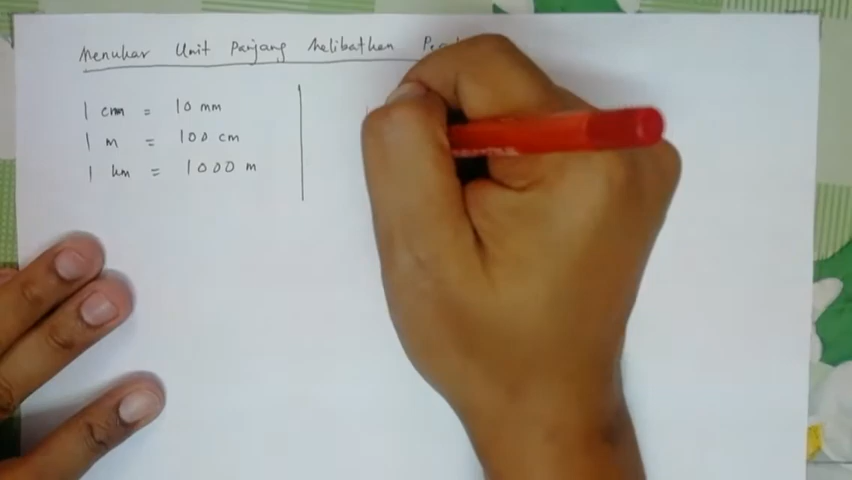 Menukar Unit Panjang Melibatkan
1 cm = 10 mm
1 m = 100 cm
1 km = 1000 m